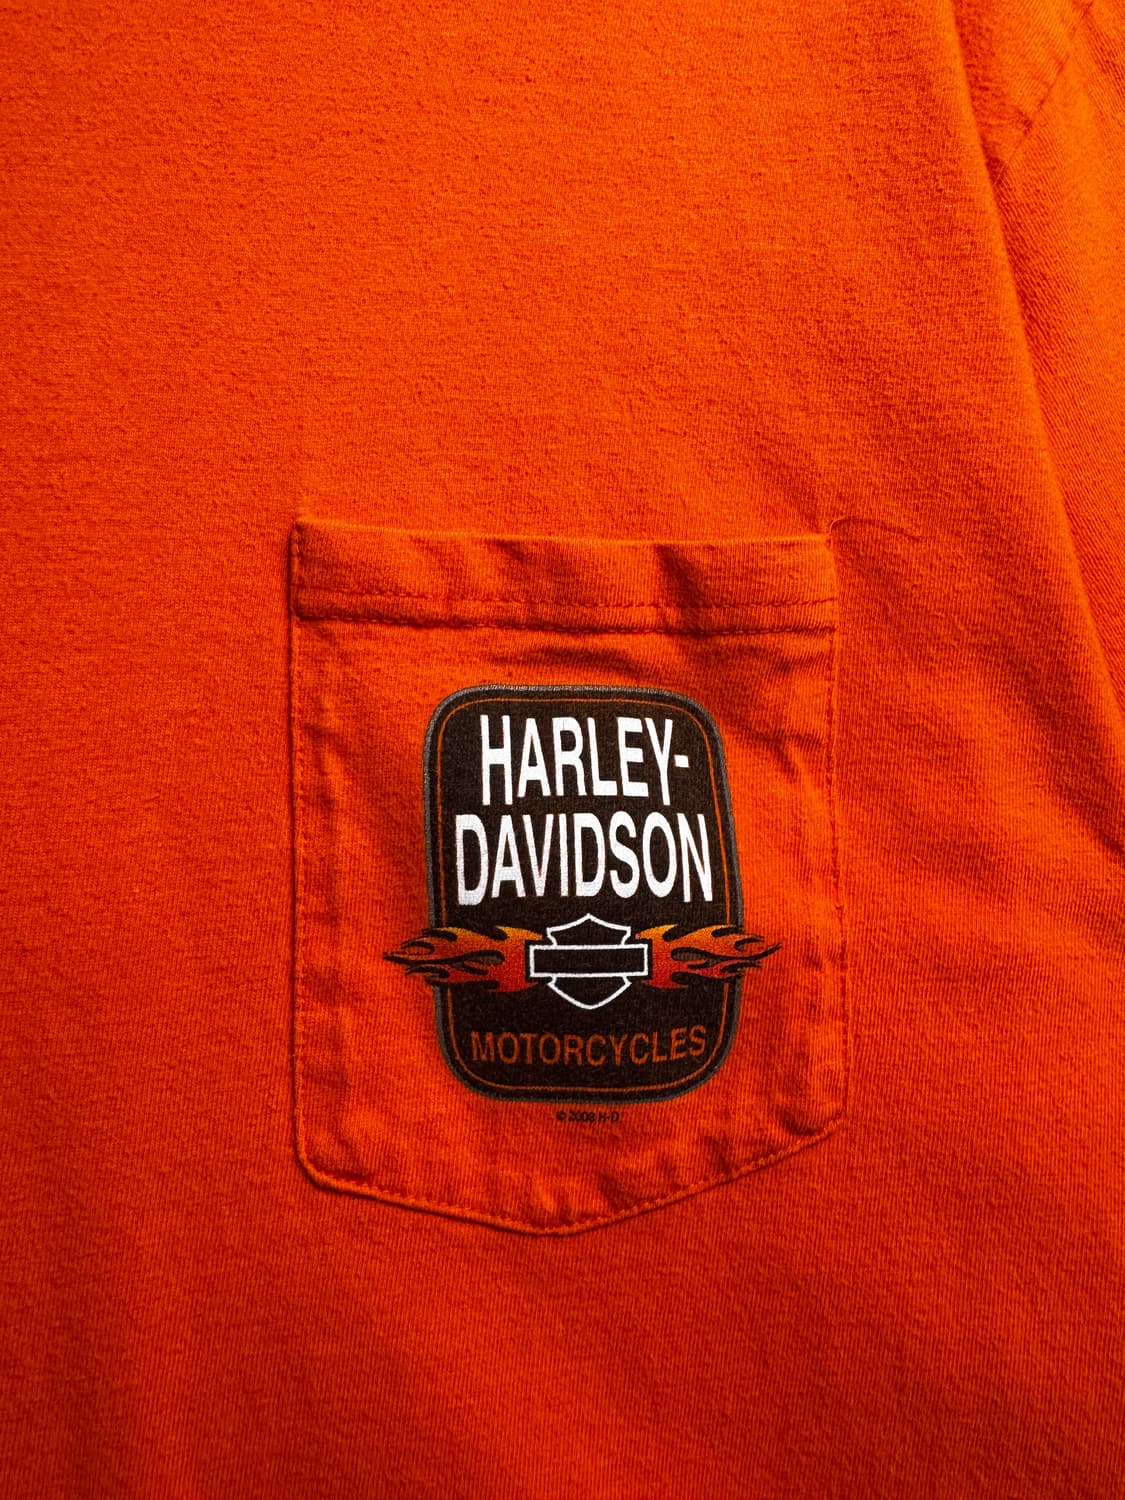 HARLEY-
DAVIDSON
MOTORCYCLES
© 2008 H-D